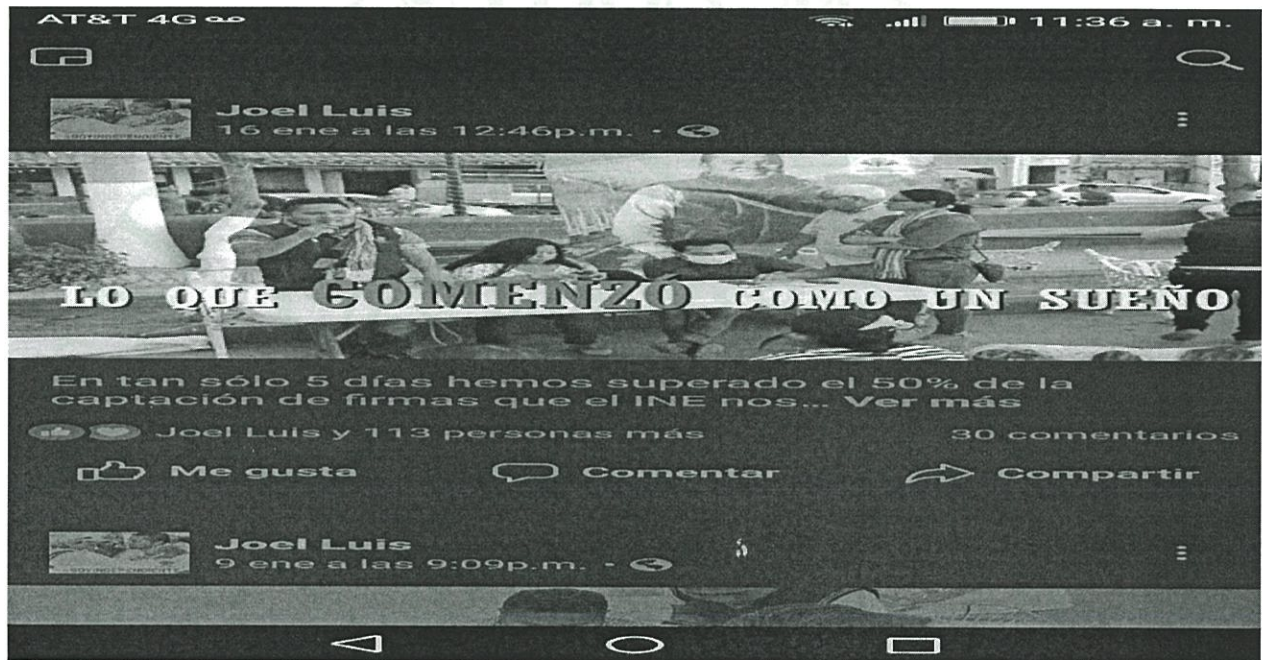 AT&T 4G 11:36 a. m.
Joel Luis
16 ene a las 12:46p.m. ·
LO QUE COMENZO COMO UN SUEÑO
En tan sólo 5 días hemos superado el 50% de la
captación de firmas que el INE nos... Ver más
Joel Luis y 113 personas más 30 comentarios
Me gusta Comentar Compartir
Joel Luis
9 ene a las 9:09p.m. ·